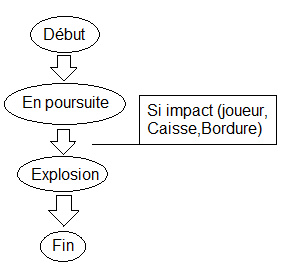 Début
En poursuite
Si impact (joueur,
Caisse,Bordure)
Explosion
Fin